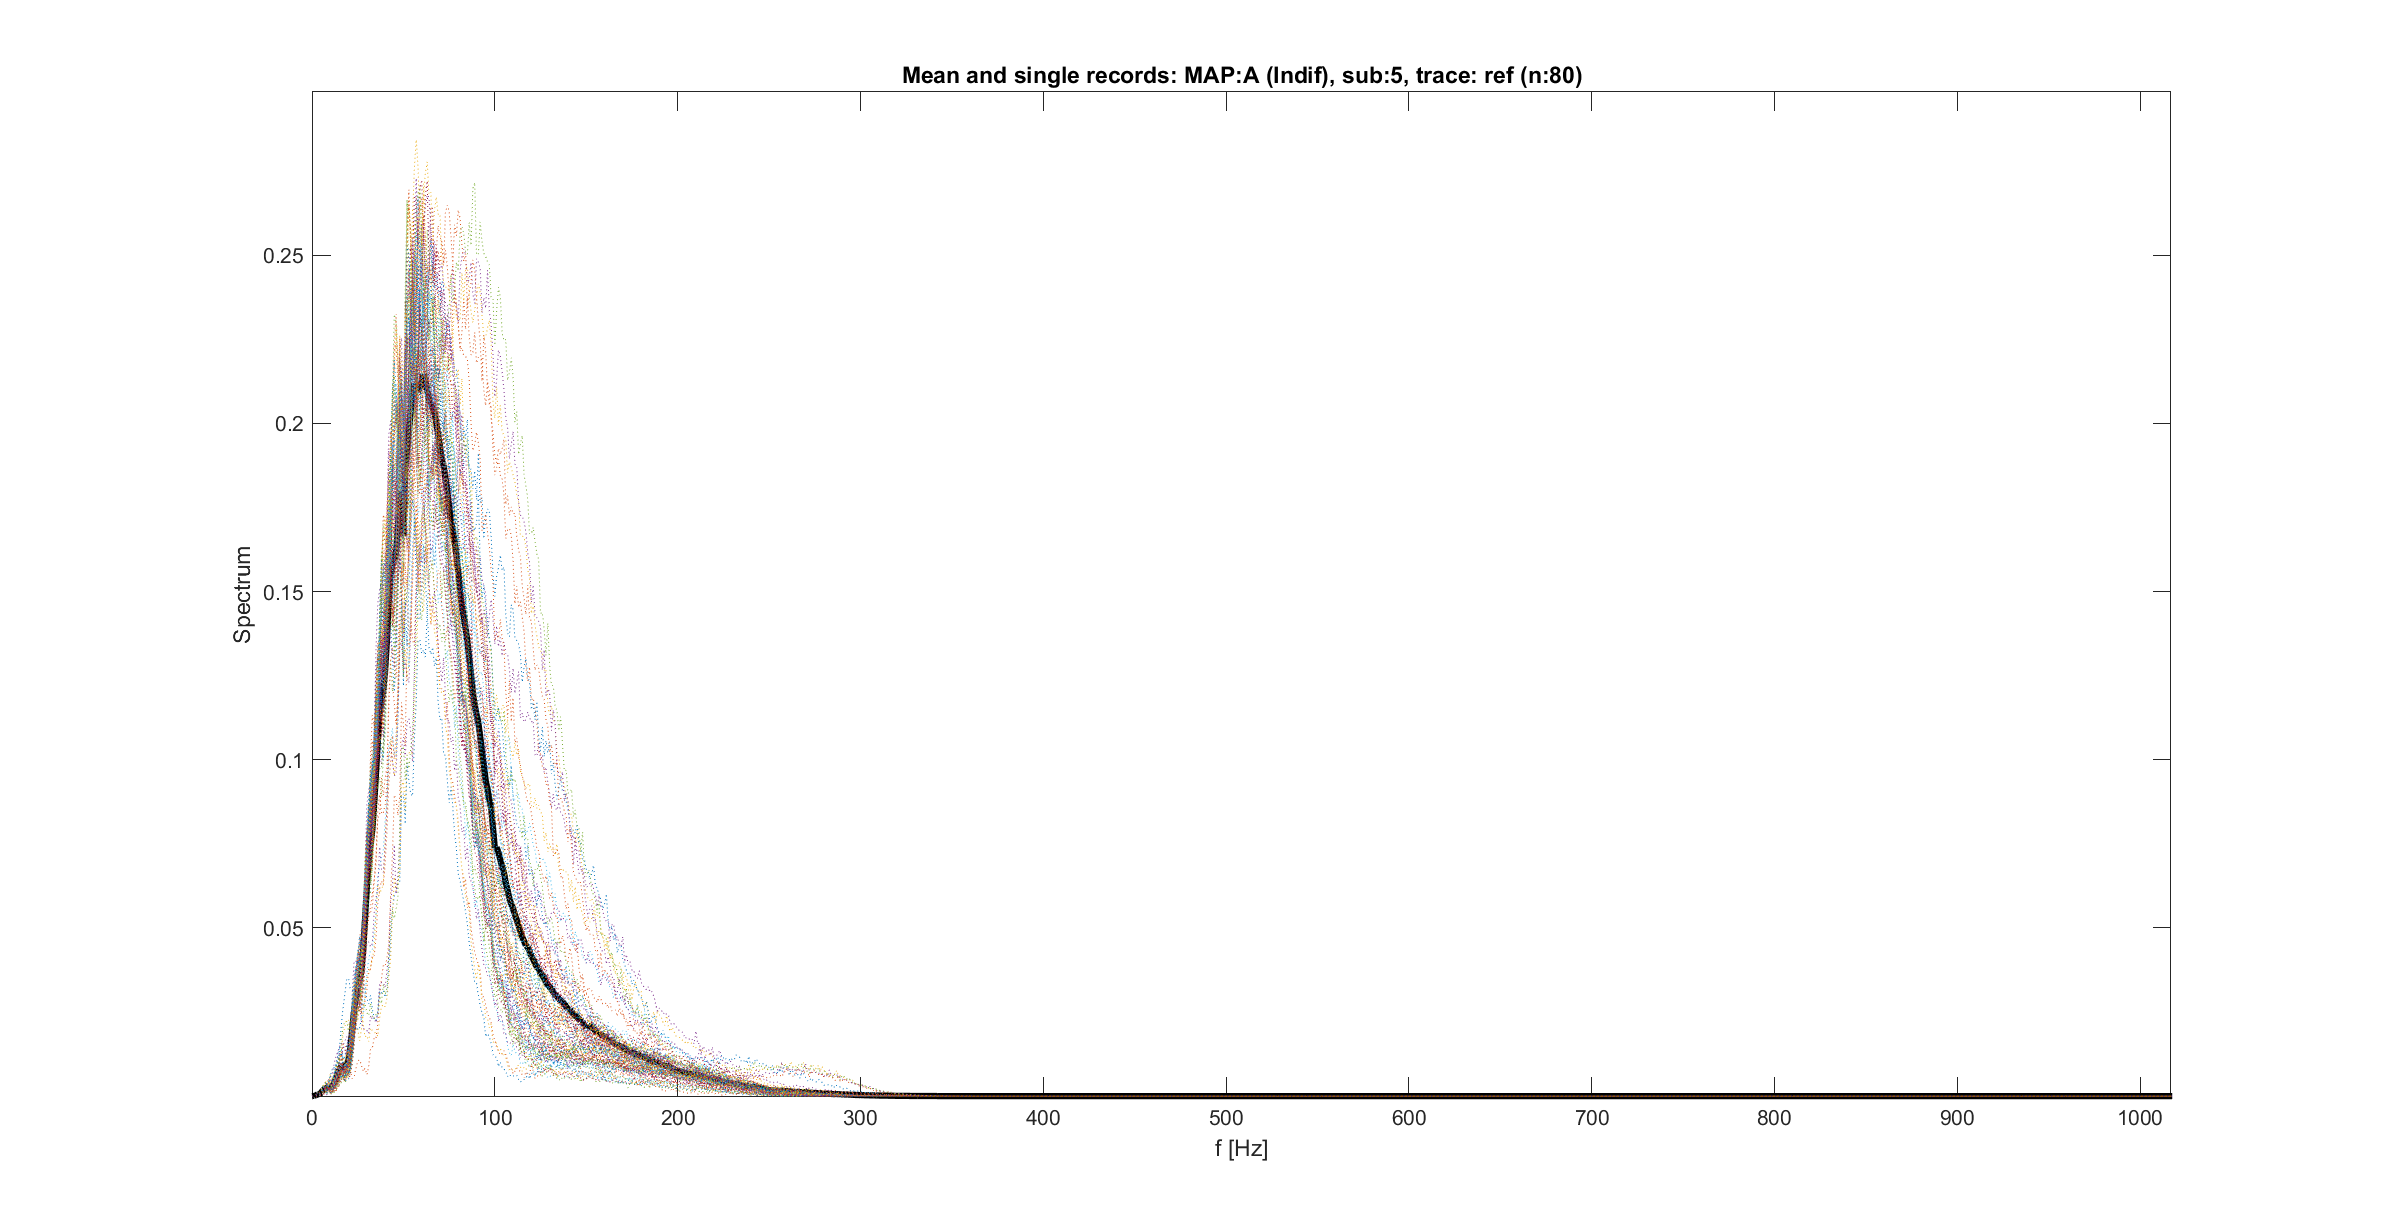 Mean and single records: MAP:A (Indif), sub:5, trace: ref (n:80)
0.25
0.2
0.15
0.1
0.05
Spectrum
0 100 200 300 400 500 600 700 800 900 1000
f [Hz]